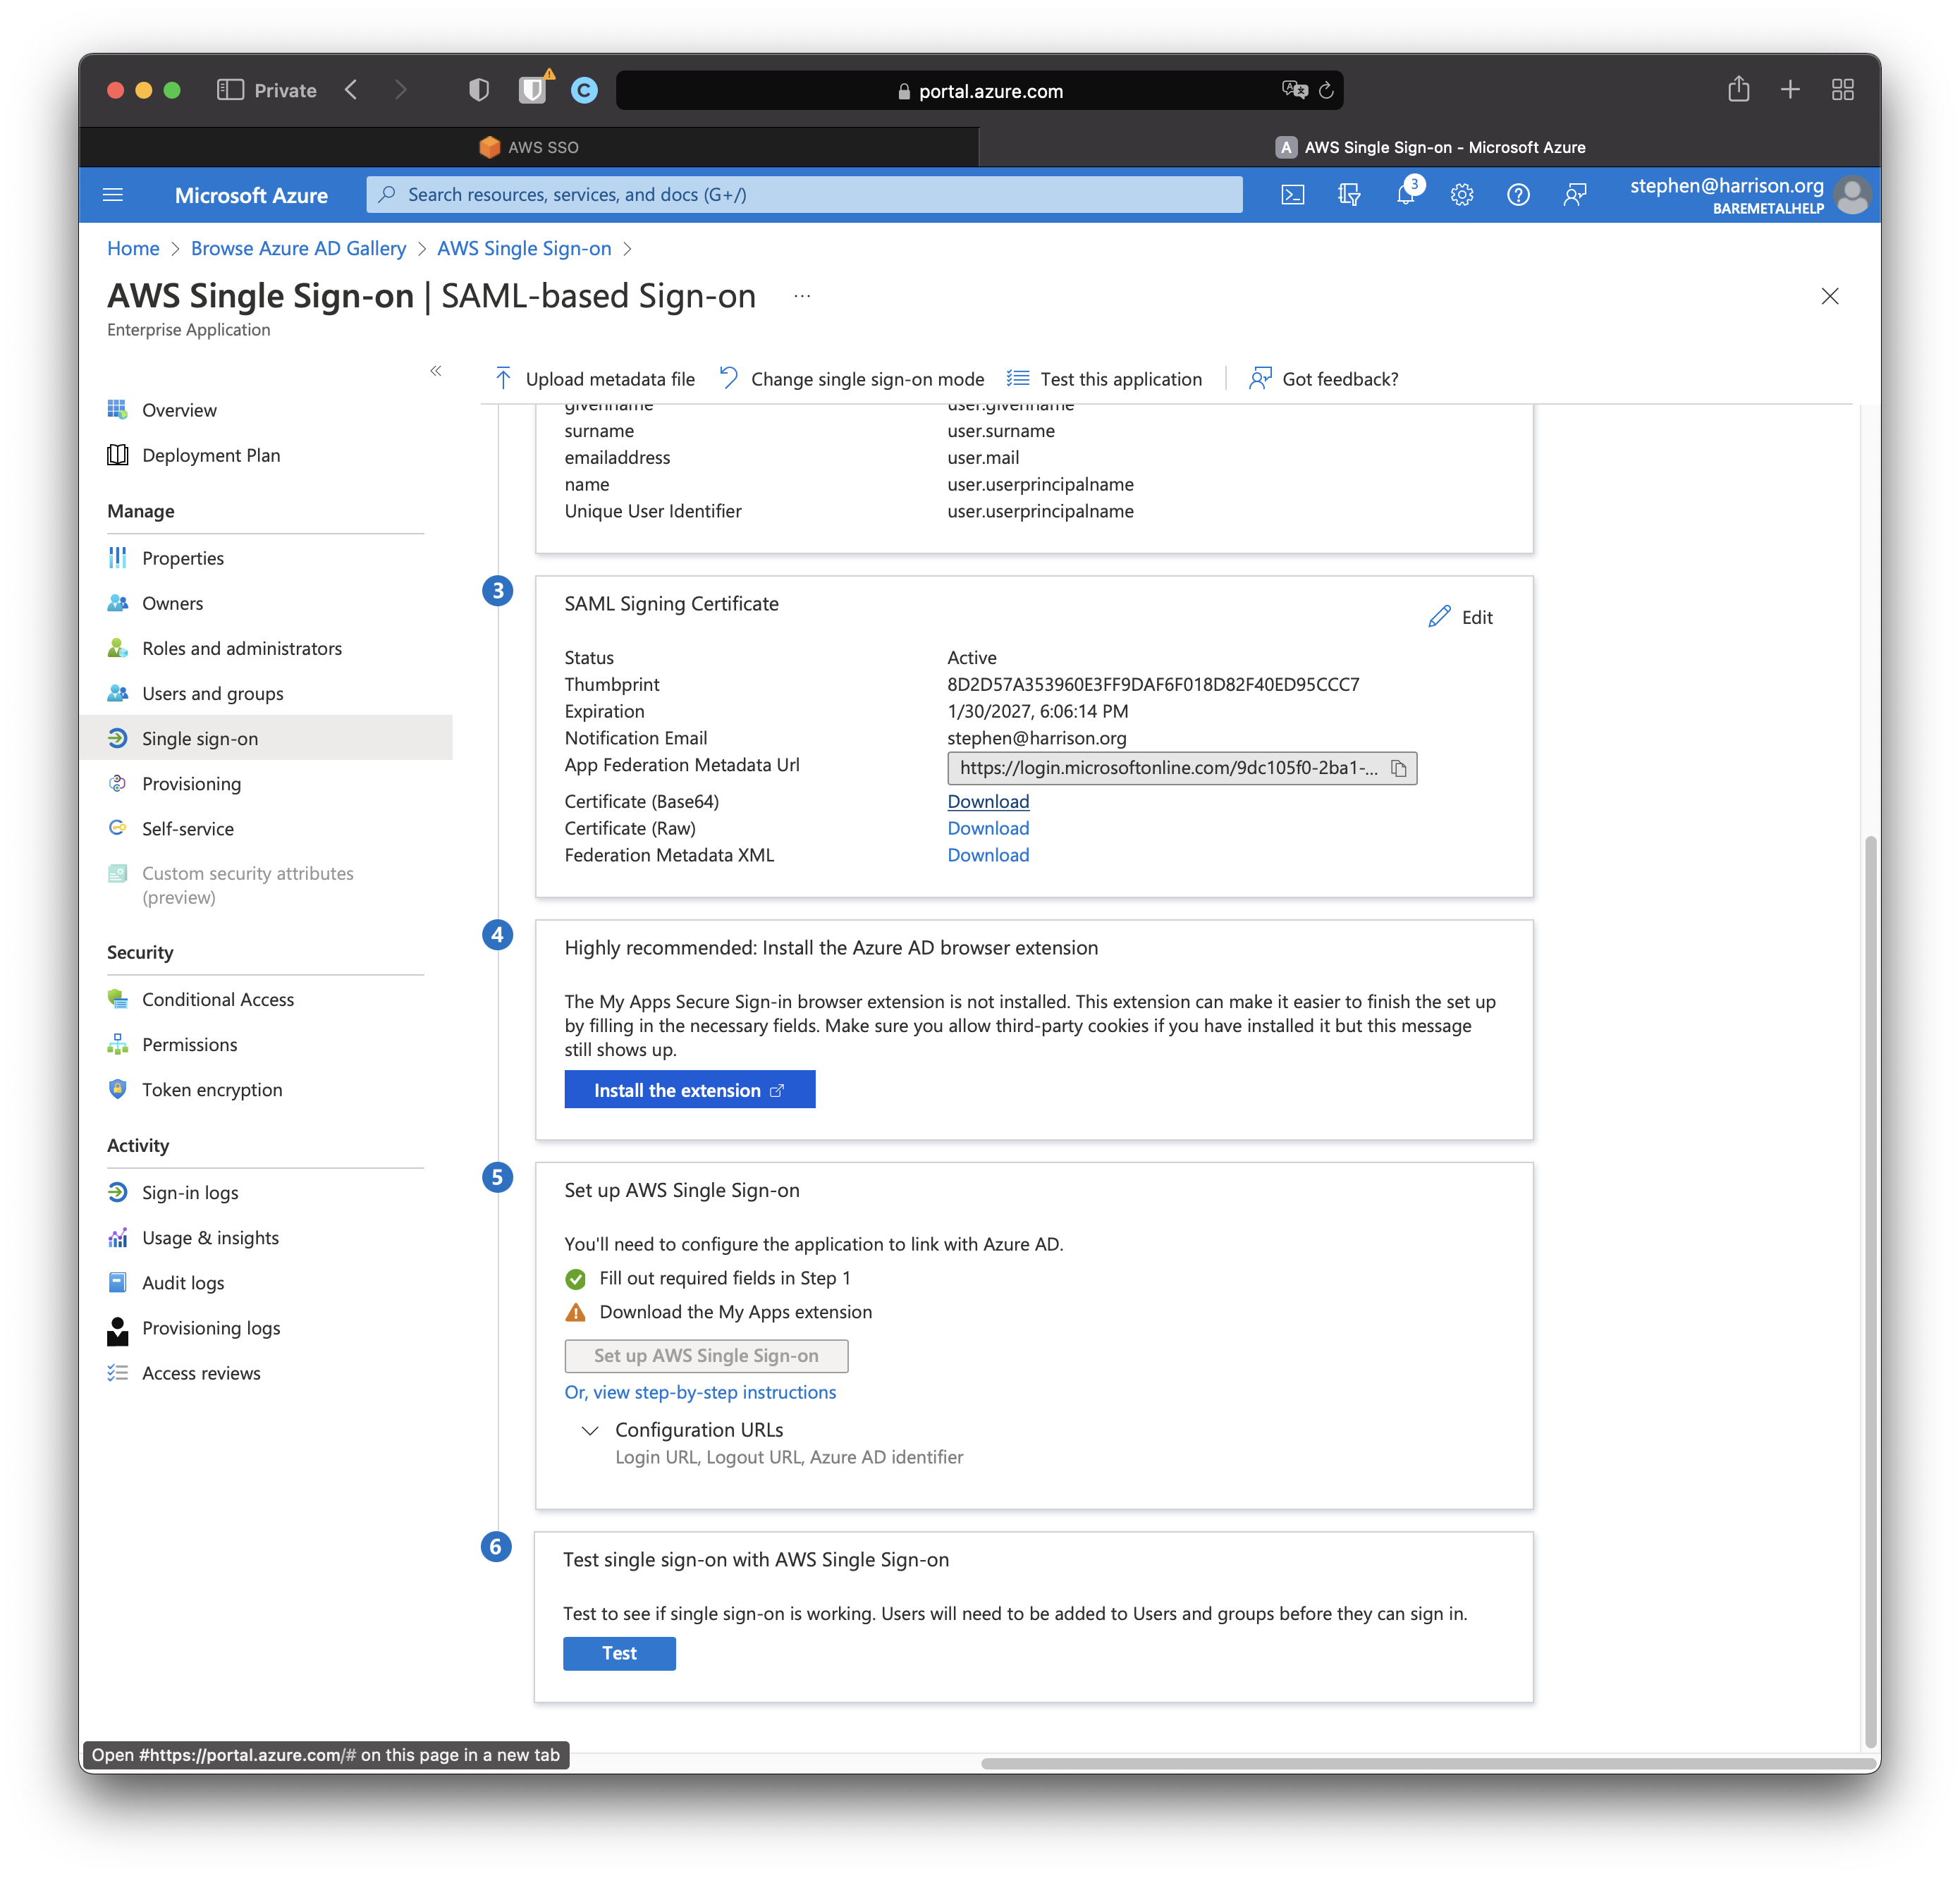 Private
C
portal.azure.com
AWS SSO
A AWS Single Sign-on - Microsoft Azure
Microsoft Azure
Search resources, services, and docs (G+/)
3
stephen@harrison.org
BAREMETALHELP
Home > Browse Azure AD Gallery > AWS Single Sign-on >
AWS Single Sign-on | SAML-based Sign-on ...
Enterprise Application
«
Upload metadata file
Change single sign-on mode
Test this application
Got feedback?
Overview
Deployment Plan
Manage
Properties
Owners
Roles and administrators
Users and groups
Single sign-on
Provisioning
Self-service
Custom security attributes
(preview)
Security
Conditional Access
Permissions
Token encryption
Activity
Sign-in logs
Usage & insights
Audit logs
Provisioning logs
Access reviews
givenname user.givenname
surname user.surname
emailaddress user.mail
name user.userprincipalname
Unique User Identifier user.userprincipalname
3
SAML Signing Certificate
Edit
Status Active
Thumbprint 8D2D57A353960E3FF9DAF6F018D82F40ED95CCC7
Expiration 1/30/2027, 6:06:14 PM
Notification Email stephen@harrison.org
App Federation Metadata Url https://login.microsoftonline.com/9dc105f0-2ba1-...
Certificate (Base64) Download
Certificate (Raw) Download
Federation Metadata XML Download
4
Highly recommended: Install the Azure AD browser extension
The My Apps Secure Sign-in browser extension is not installed. This extension can make it easier to finish the set up
by filling in the necessary fields. Make sure you allow third-party cookies if you have installed it but this message
still shows up.
Install the extension
5
Set up AWS Single Sign-on
You'll need to configure the application to link with Azure AD.
Fill out required fields in Step 1
Download the My Apps extension
Set up AWS Single Sign-on
Or, view step-by-step instructions
Configuration URLs
Login URL, Logout URL, Azure AD identifier
6
Test single sign-on with AWS Single Sign-on
Test to see if single sign-on is working. Users will need to be added to Users and groups before they can sign in.
Test
Open #https://portal.azure.com/# on this page in a new tab